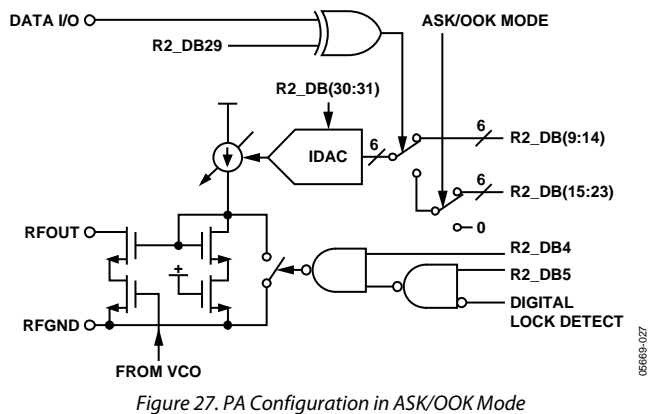 DATA I/O
ASK/OOK MODE
R2_DB29
R2_DB(30:31)
6
R2_DB(9:14)
IDAC
6
6
R2_DB(15:23)
0
RFOUT
+
R2_DB4
R2_DB5
DIGITAL
LOCK DETECT
RFGND
FROM VCO
05669-027
Figure 27. PA Configuration in ASK/OOK Mode